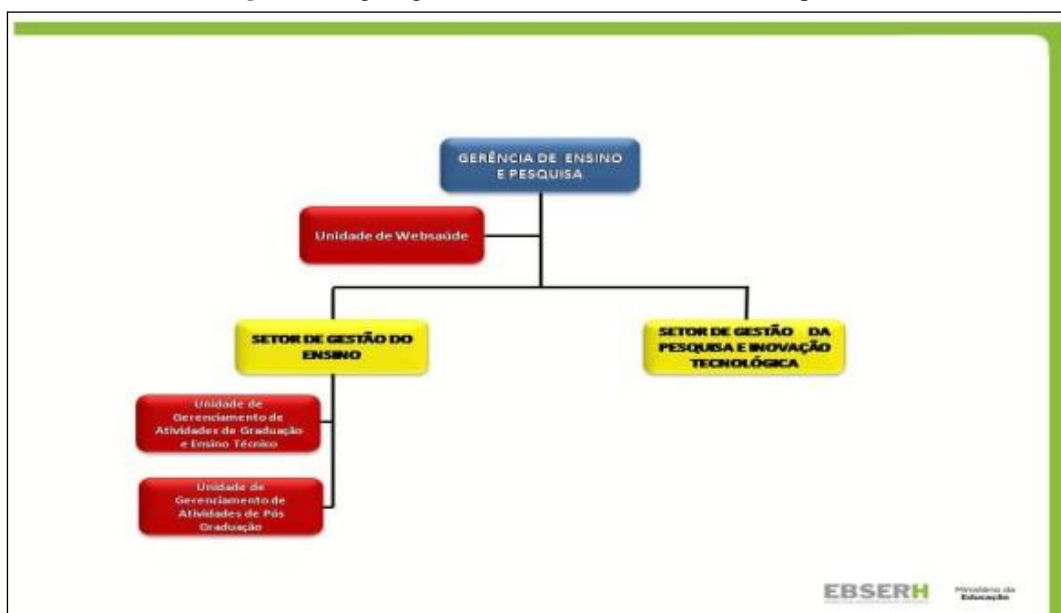 GERÊNCIA DE ENSINO
E PESQUISA
Unidade de Websaúde
SETOR DE GESTÃO DO
ENSINO
SETOR DE GESTÃO DA
PESQUISA E INOVAÇÃO
TECNOLÓGICA
Unidade de
Gerenciamento de
Atividades de Graduação
e Ensino Técnico
Unidade de
Gerenciamento de
Atividades de Pós
Graduação
EBSERH
Ministério da
Educação